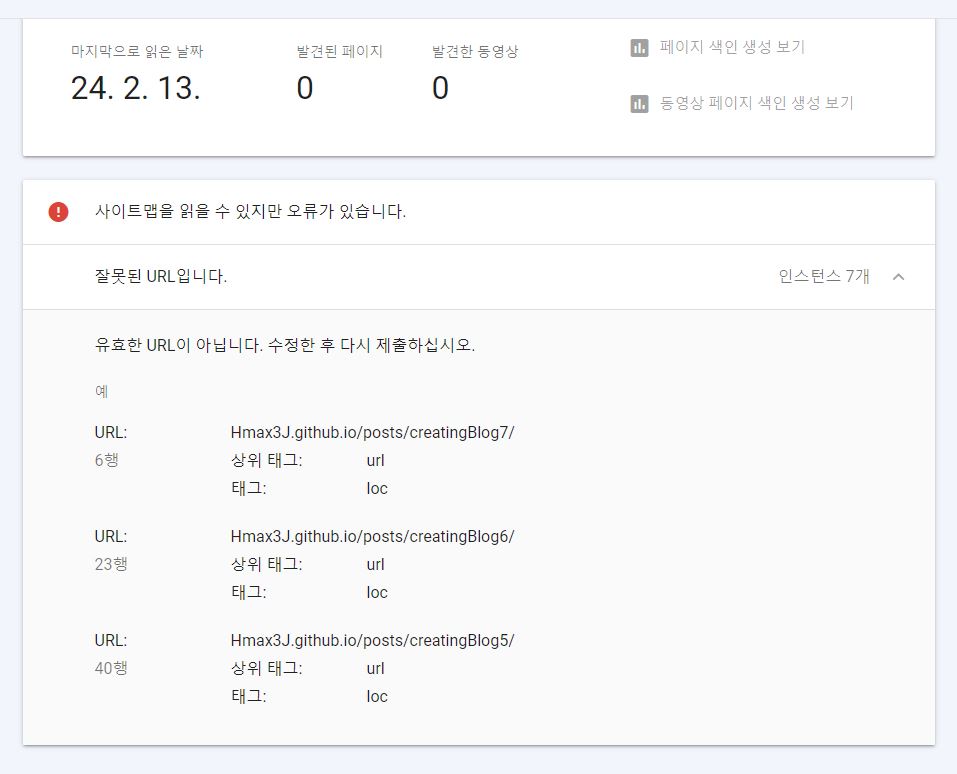 마지막으로 읽은 날짜
발견된 페이지
발견한 동영상
24. 2. 13.
0
0
페이지 색인 생성 보기
동영상 페이지 색인 생성 보기
사이트맵을 읽을 수 있지만 오류가 있습니다.
잘못된 URL입니다.
인스턴스 7개
유효한 URL이 아닙니다. 수정한 후 다시 제출하십시오.
예
URL: Hmax3J.github.io/posts/creatingBlog7/
6행 상위 태그: url
태그: loc
URL: Hmax3J.github.io/posts/creatingBlog6/
23행 상위 태그: url
태그: loc
URL: Hmax3J.github.io/posts/creatingBlog5/
40행 상위 태그: url
태그: loc